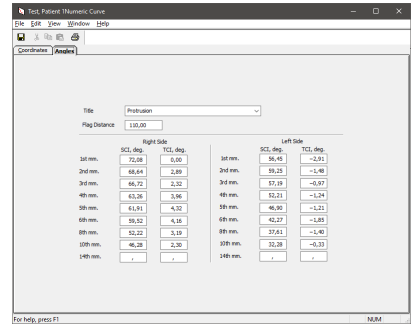 Test, Patient 1Numeric Curve
File Edit View Window Help
Coordinates Angles
Title Protrusion
Flag Distance 110,00
Right Side Left Side
SCI, deg. TCI, deg. SCI, deg. TCI, deg.
1st mm. 72,08 0,00 1st mm. 56,45 −2,91
2nd mm. 68,64 2,89 2nd mm. 59,25 −1,48
3rd mm. 66,72 2,32 3rd mm. 57,19 −0,97
4th mm. 63,26 3,96 4th mm. 52,21 −1,24
5th mm. 61,91 4,32 5th mm. 46,90 −1,21
6th mm. 59,52 4,16 6th mm. 42,27 −1,85
8th mm. 52,22 3,19 8th mm. 37,61 −1,40
10th mm. 46,28 2,30 10th mm. 32,28 −0,33
14th mm. , , 14th mm. , ,
For help, press F1 NUM